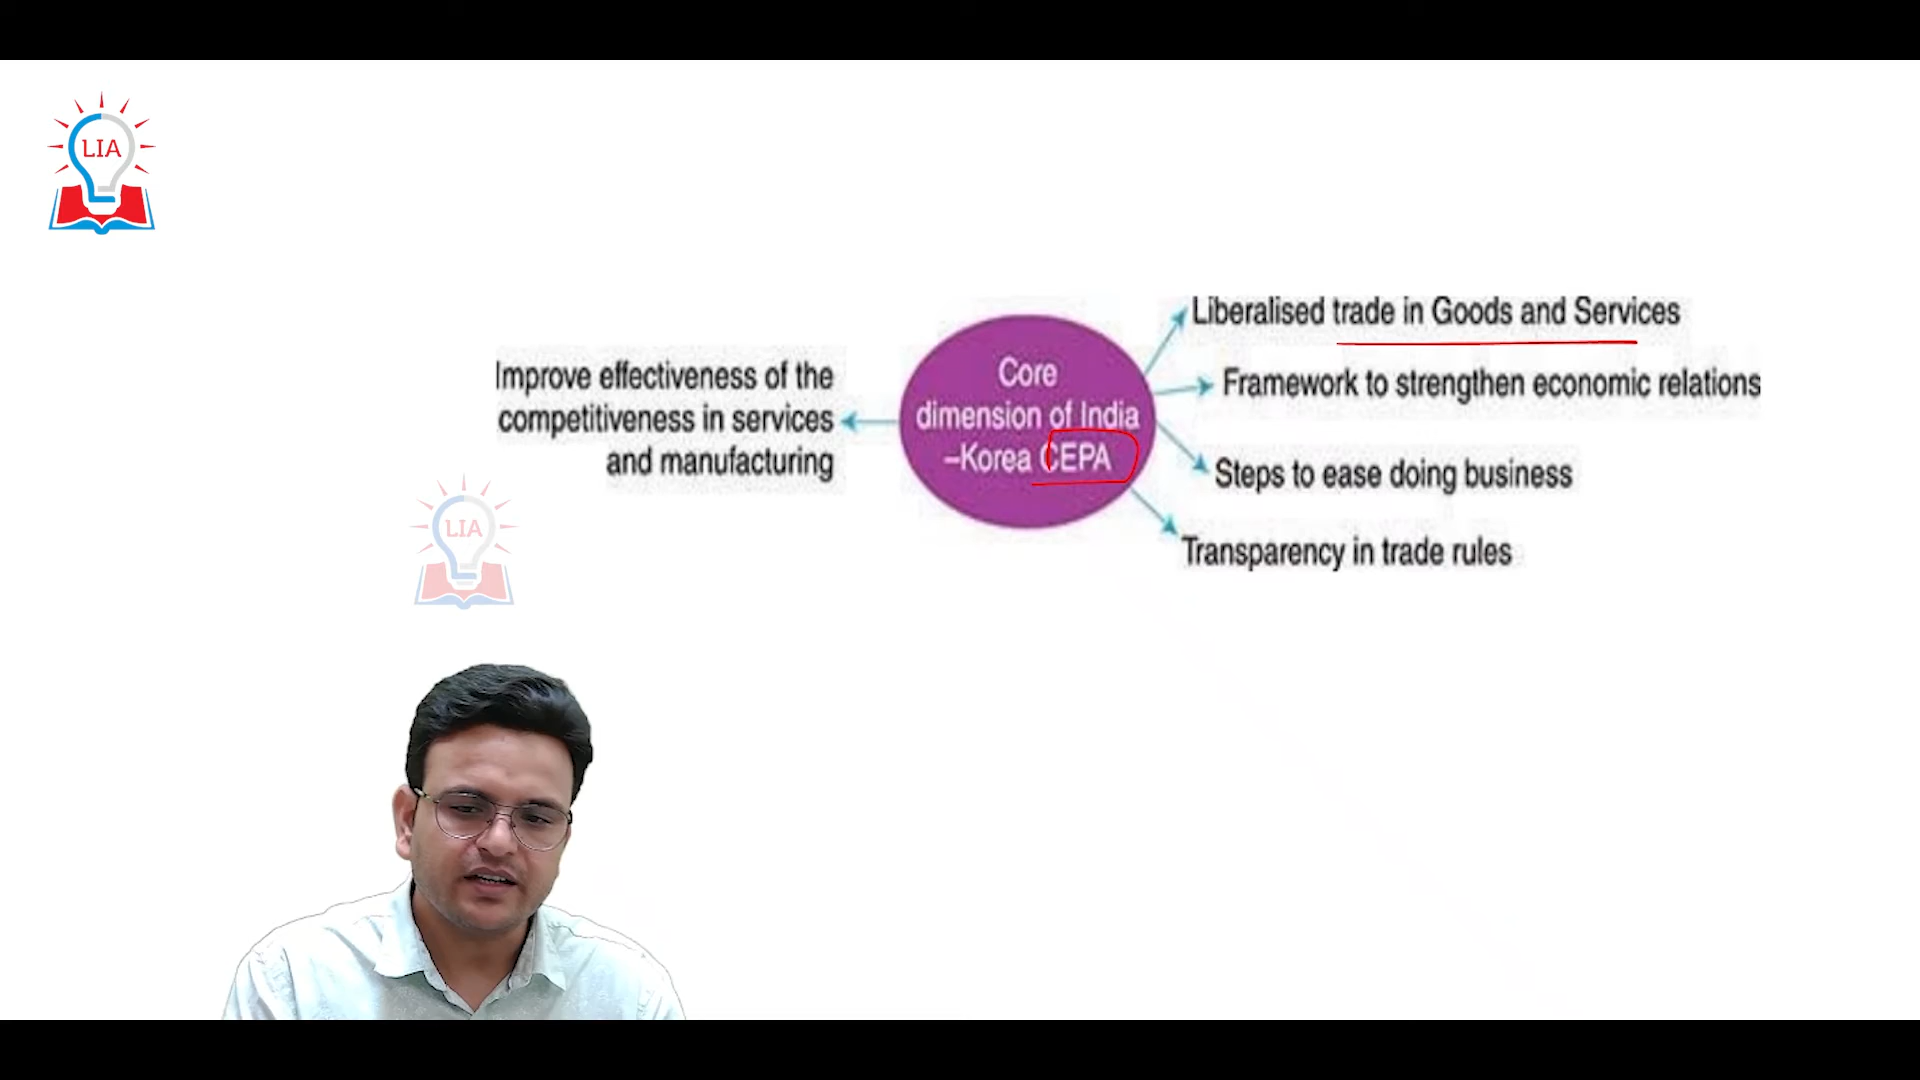 LIA
Liberalised trade in Goods and Services
Improve effectiveness of the
competitiveness in services
and manufacturing
Core
dimension of India
–Korea CEPA
Framework to strengthen economic relations
Steps to ease doing business
Transparency in trade rules
LIA